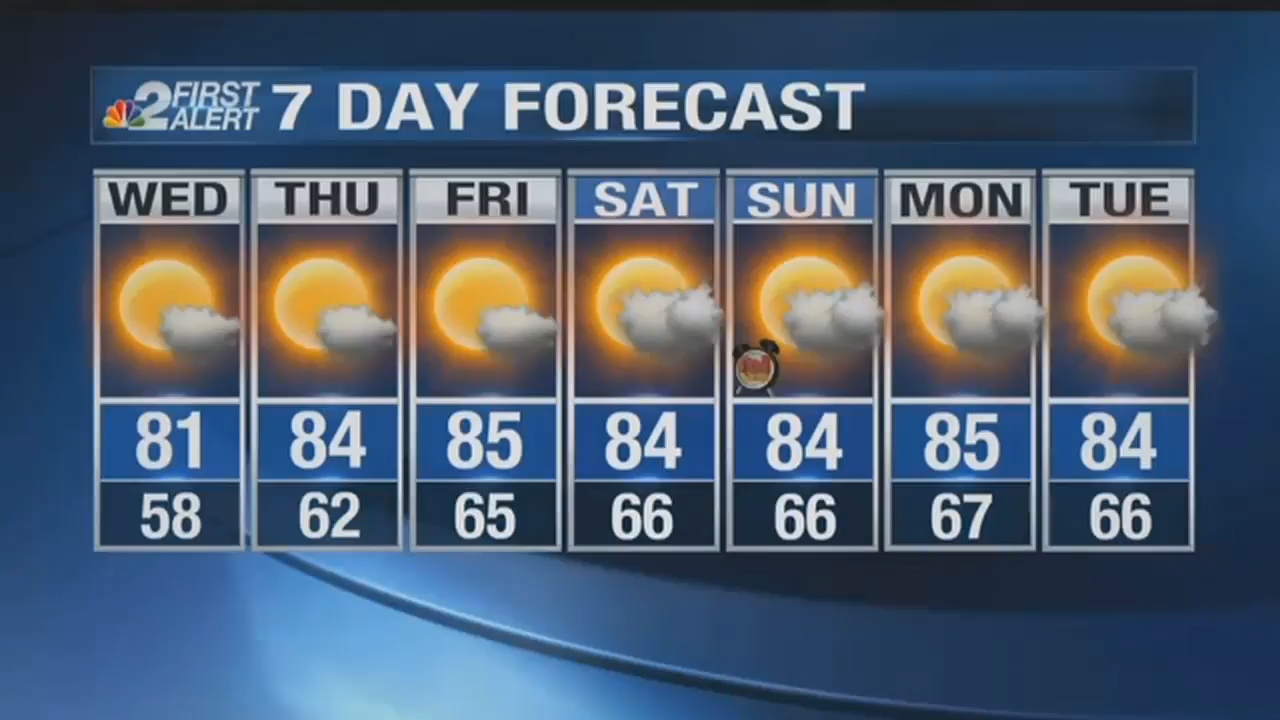 2 FIRST ALERT 7 DAY FORECAST
WED THU FRI SAT SUN MON TUE
81 84 85 84 84 85 84
58 62 65 66 66 67 66